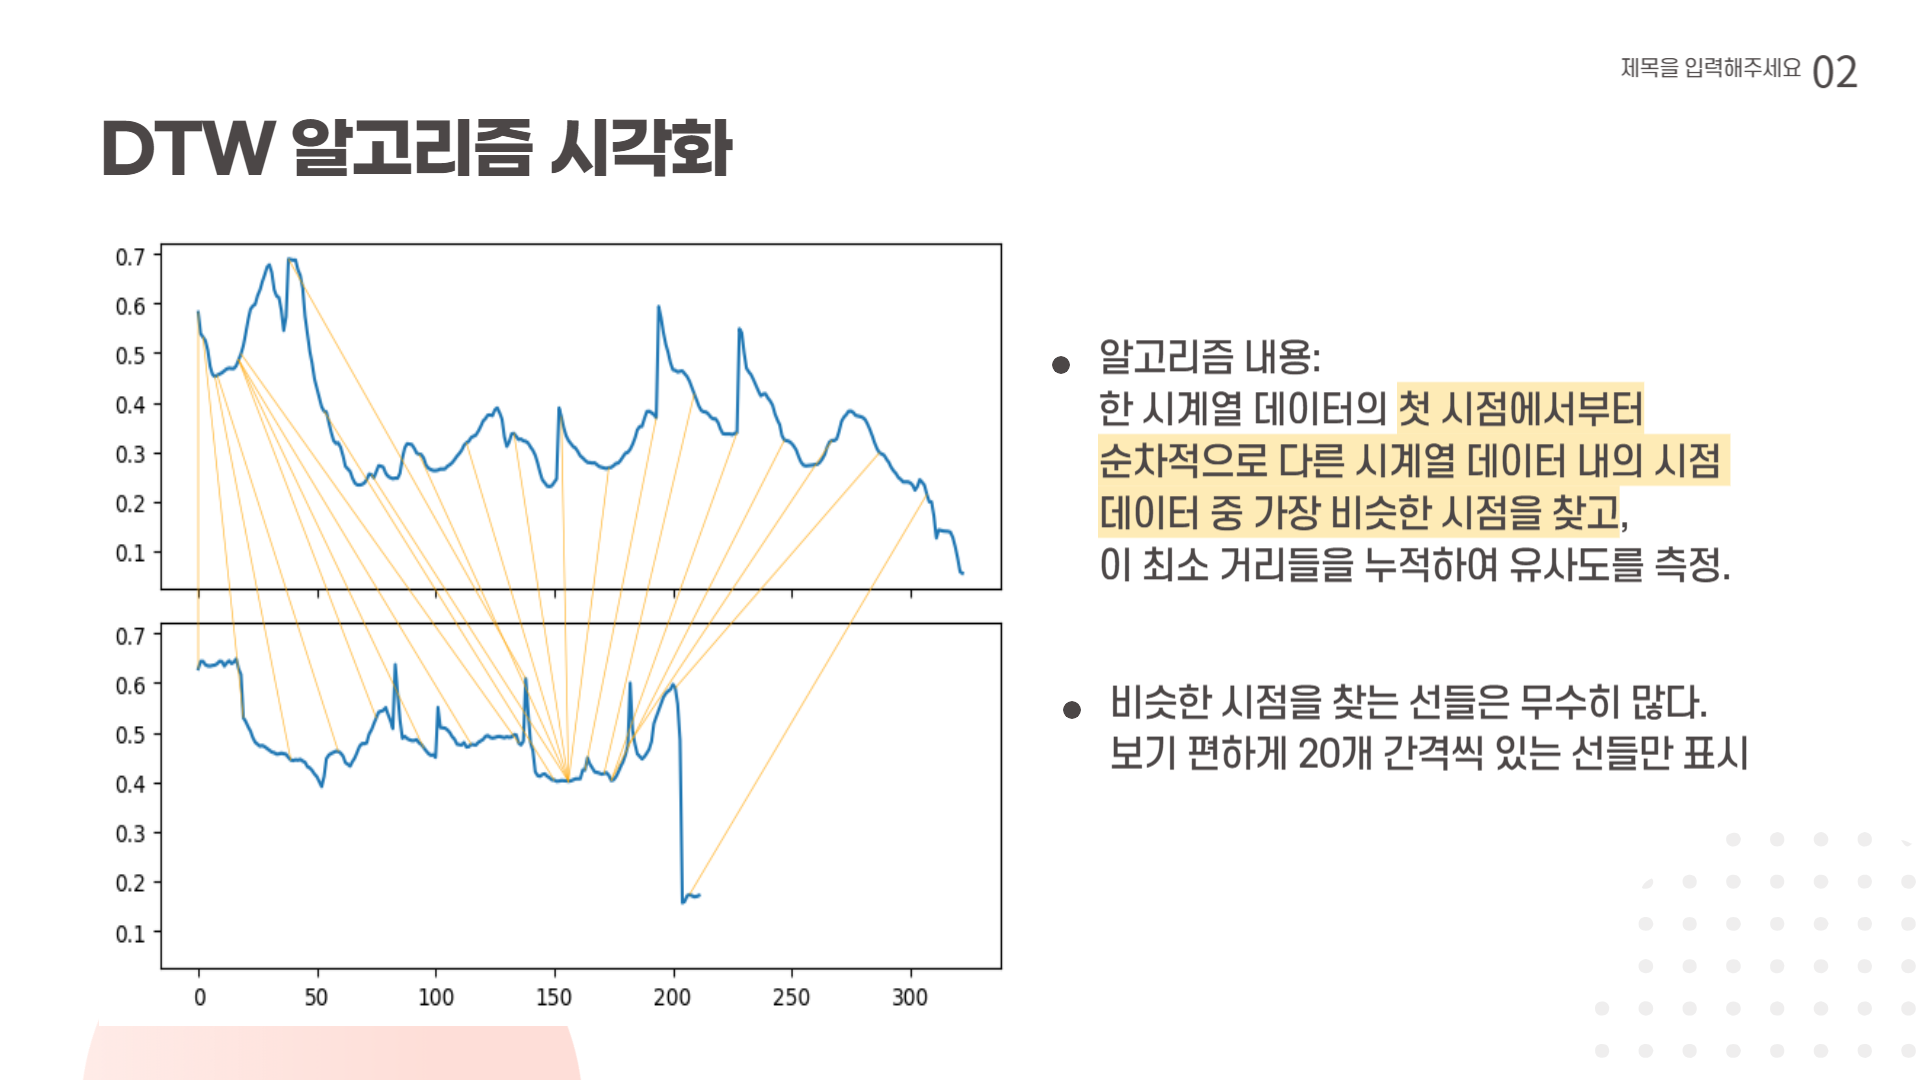 제목을 입력해주세요 02
DTW 알고리즘 시각화
0.7
0.6
0.5
0.4
0.3
0.2
0.1
0.7
0.6
0.5
0.4
0.3
0.2
0.1
0 50 100 150 200 250 300
알고리즘 내용:
한 시계열 데이터의 첫 시점에서부터
순차적으로 다른 시계열 데이터 내의 시점
데이터 중 가장 비슷한 시점을 찾고,
이 최소 거리들을 누적하여 유사도를 측정.
비슷한 시점을 찾는 선들은 무수히 많다.
보기 편하게 20개 간격씩 있는 선들만 표시